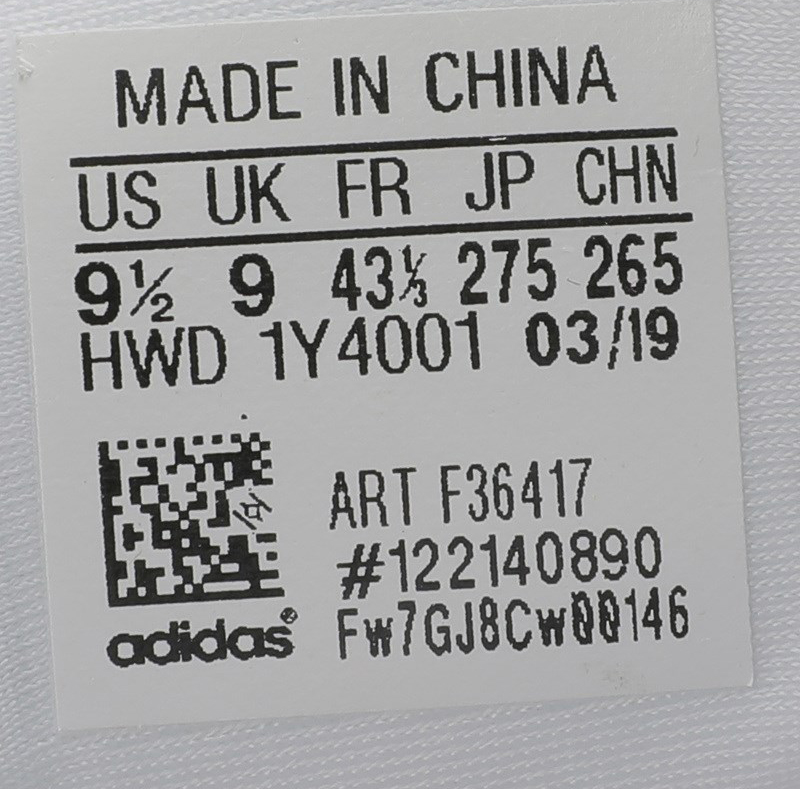 MADE IN CHINA
US UK FR JP CHN
9½ 9 43⅓ 275 265
HWD 1Y4001 03/19
ART F36417
#122140890
adidas® Fw7GJ8Cw00146